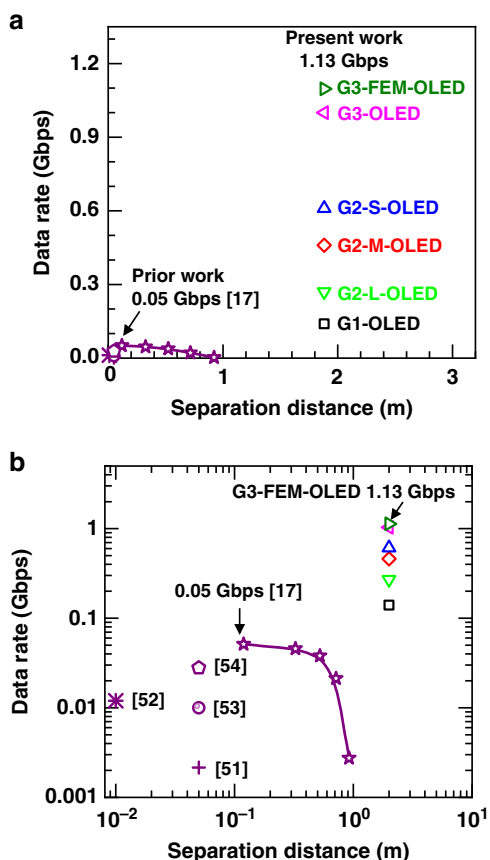 a
Present work
1.13 Gbps
1.2
G3-FEM-OLED
G3-OLED
0.9
Data rate (Gbps)
G2-S-OLED
0.6
G2-M-OLED
Prior work
0.05 Gbps [17]
0.3
G2-L-OLED
G1-OLED
0.0
0 1 2 3
Separation distance (m)
b
G3-FEM-OLED 1.13 Gbps
1
Data rate (Gbps)
0.05 Gbps [17]
0.1
[54]
[52]
[53]
0.01
[51]
0.001
10⁻² 10⁻¹ 10⁰ 10¹
Separation distance (m)